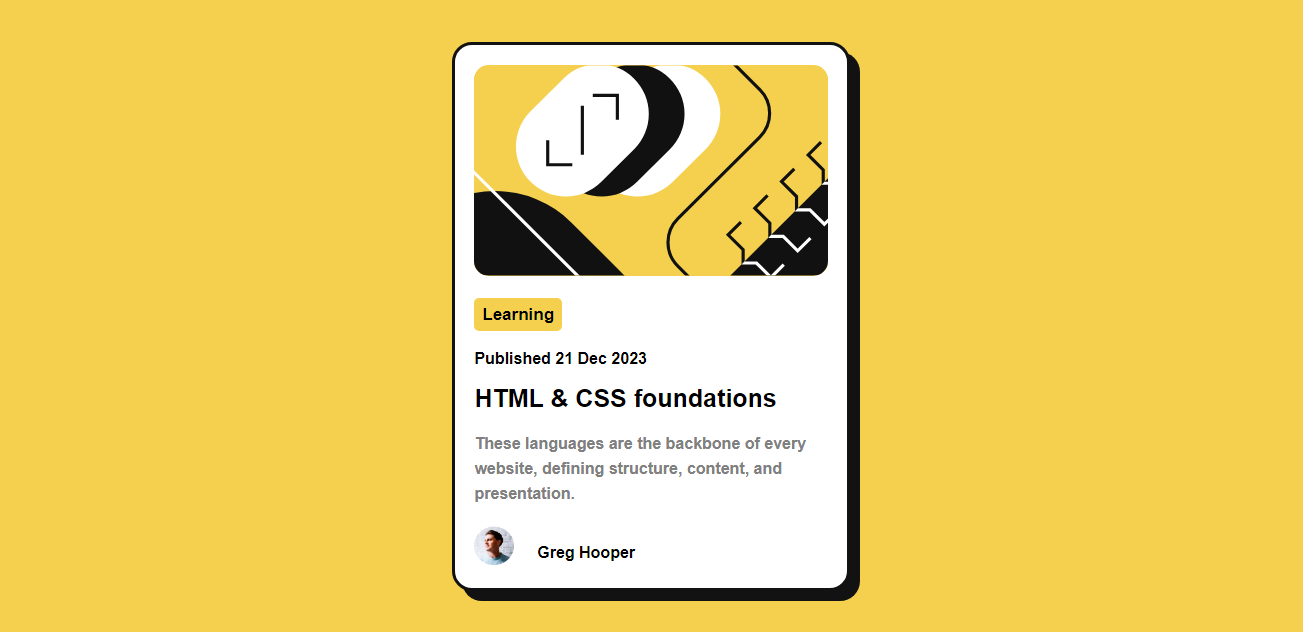 Learning
Published 21 Dec 2023
HTML & CSS foundations
These languages are the backbone of every
website, defining structure, content, and
presentation.
Greg Hooper